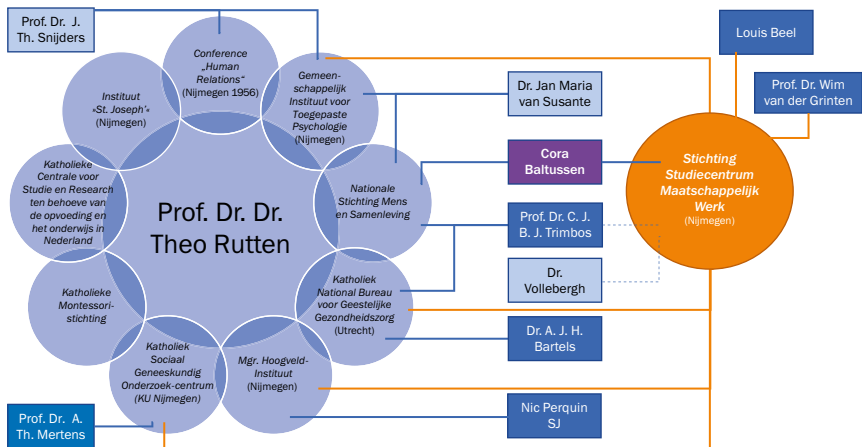 Prof. Dr. J.
Th. Snijders
Conference
„Human
Relations“
(Nijmegen 1956)
Gemeen-
schappelijk
Instituut voor
Toegepaste
Psychologie
(Nijmegen)
Instituut
«St. Joseph'«
(Nijmegen)
Katholieke
Centrale voor
Studie en Research
ten behoeve van
de opvoeding en
het onderwijs in
Nederland
Prof. Dr. Dr.
Theo Rutten
Nationale
Stichting Mens
en Samenleving
Katholieke
Montessori-
stichting
Katholiek
National Bureau
voor Geestelijke
Gezondheidszorg
(Utrecht)
Katholiek
Sociaal
Geneeskundig
Onderzoek-centrum
(KU Nijmegen)
Mgr. Hoogveld-
Instituut
(Nijmegen)
Prof. Dr. A.
Th. Mertens
Dr. Jan Maria
van Susante
Cora
Baltussen
Prof. Dr. C. J.
B. J. Trimbos
Dr.
Vollebergh
Dr. A. J. H.
Bartels
Nic Perquin
SJ
Louis Beel
Prof. Dr. Wim
van der Grinten
Stichting
Studiecentrum
Maatschappelijk
Werk
(Nijmegen)